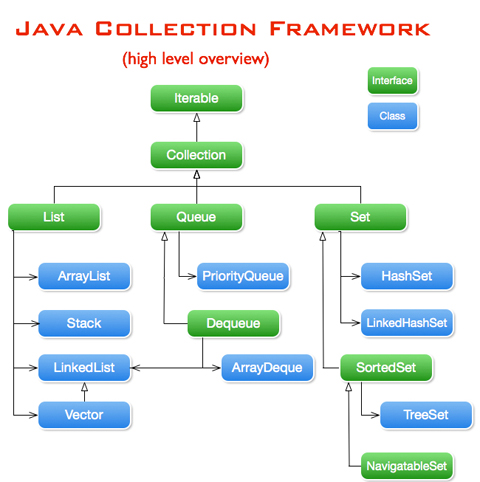 JAVA COLLECTION FRAMEWORK
(high level overview)
Interface
Class
Iterable
Collection
List
Queue
Set
ArrayList
PriorityQueue
HashSet
Stack
Dequeue
LinkedHashSet
LinkedList
ArrayDeque
SortedSet
Vector
TreeSet
NavigatableSet